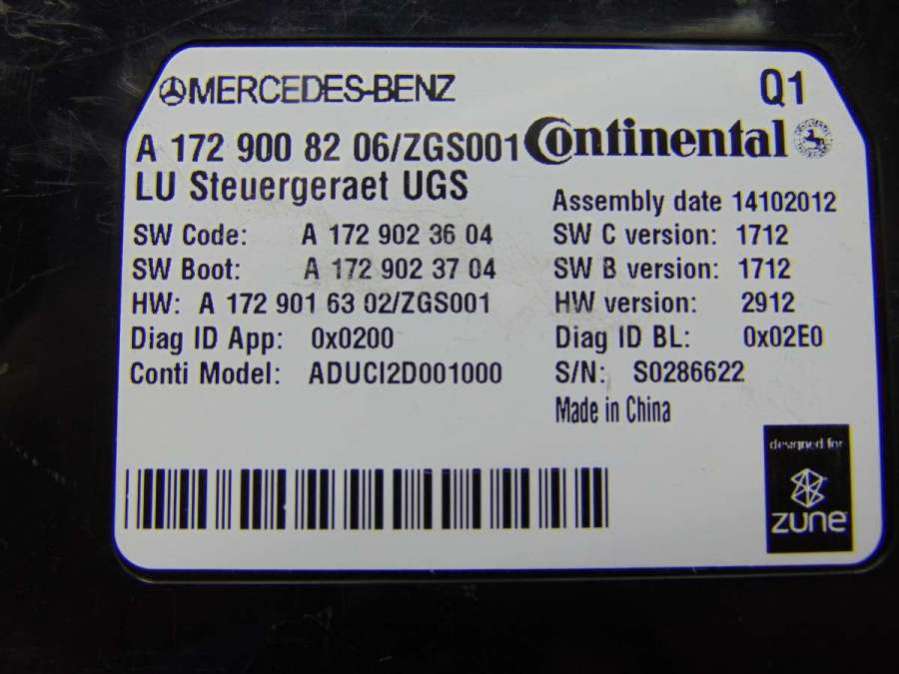 MERCEDES-BENZ
Q1
A 172 900 82 06/ZGS001
Continental
LU Steuergeraet UGS
Assembly date 14102012
SW Code: A 172 902 36 04
SW C version: 1712
SW Boot: A 172 902 37 04
SW B version: 1712
HW: A 172 901 63 02/ZGS001
HW version: 2912
Diag ID App: 0x0200
Diag ID BL: 0x02E0
Conti Model: ADUCI2D001000
S/N: S0286622
Made in China
designed for
zune